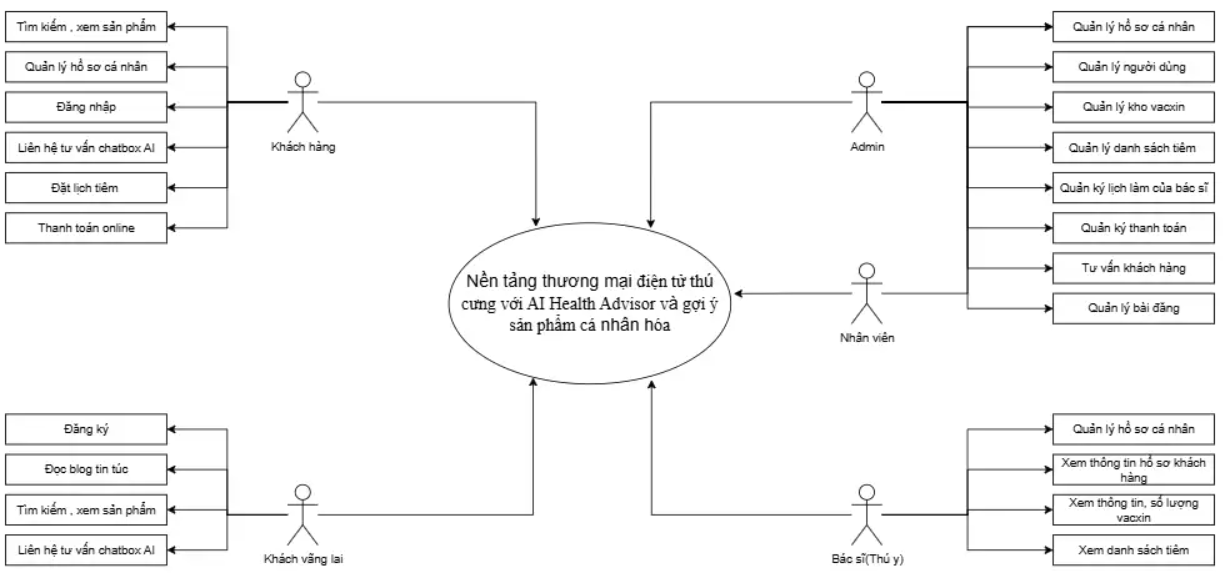 Tìm kiếm , xem sản phẩm
Quản lý hồ sơ cá nhân
Đăng nhập
Liên hệ tư vấn chatbox AI
Đặt lịch tiêm
Thanh toán online
Khách hàng
Admin
Quản lý hồ sơ cá nhân
Quản lý người dùng
Quản lý kho vacxin
Quản lý danh sách tiêm
Quản ký lịch làm của bác sĩ
Quản ký thanh toán
Tư vấn khách hàng
Quản lý bài đăng
Nền tảng thương mại điện tử thú
cưng với AI Health Advisor và gợi ý
sản phẩm cá nhân hóa
Nhân viên
Đăng ký
Đọc blog tin túc
Tìm kiếm , xem sản phẩm
Liên hệ tư vấn chatbox AI
Khách vãng lai
Bác sĩ(Thú y)
Quản lý hồ sơ cá nhân
Xem thông tin hồ sơ khách
hàng
Xem thông tin, số lượng
vacxin
Xem danh sách tiêm